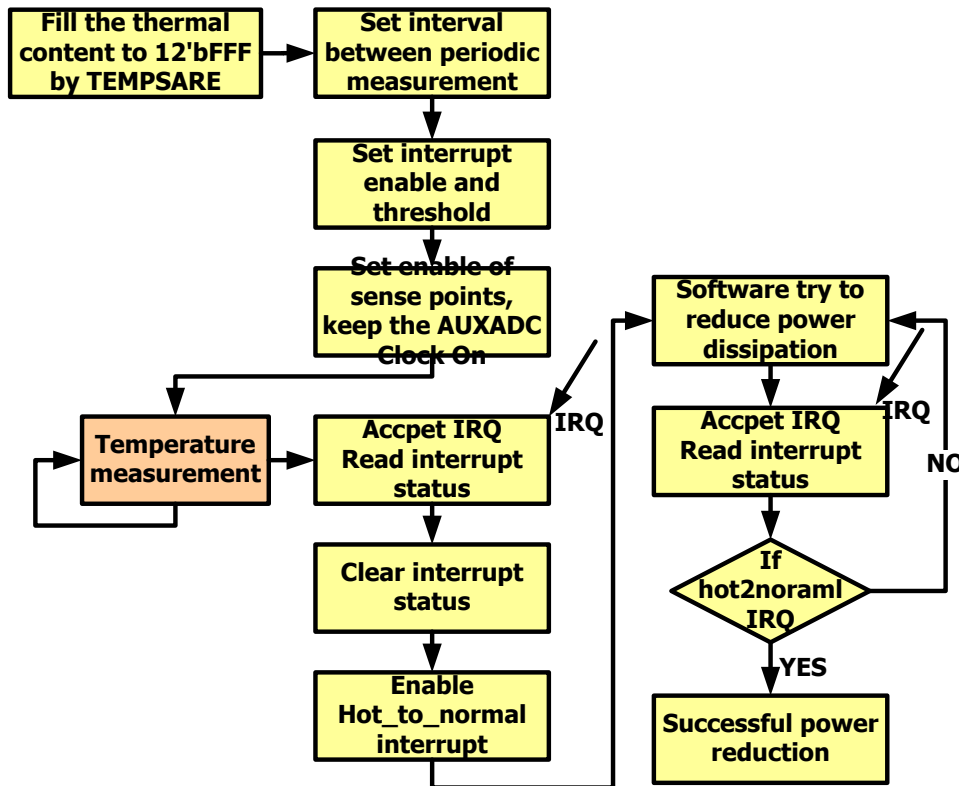 Fill the thermal
content to 12'bFFF
by TEMPSARE
Set interval
between periodic
measurement
Set interrupt
enable and
threshold
Set enable of
sense points,
keep the AUXADC
Clock On
Temperature
measurement
IRQ
Accpet IRQ
Read interrupt
status
Clear interrupt
status
Enable
Hot_to_normal
interrupt
Software try to
reduce power
dissipation
IRQ
Accpet IRQ
Read interrupt
status
NO
If
hot2noraml
IRQ
YES
Successful power
reduction